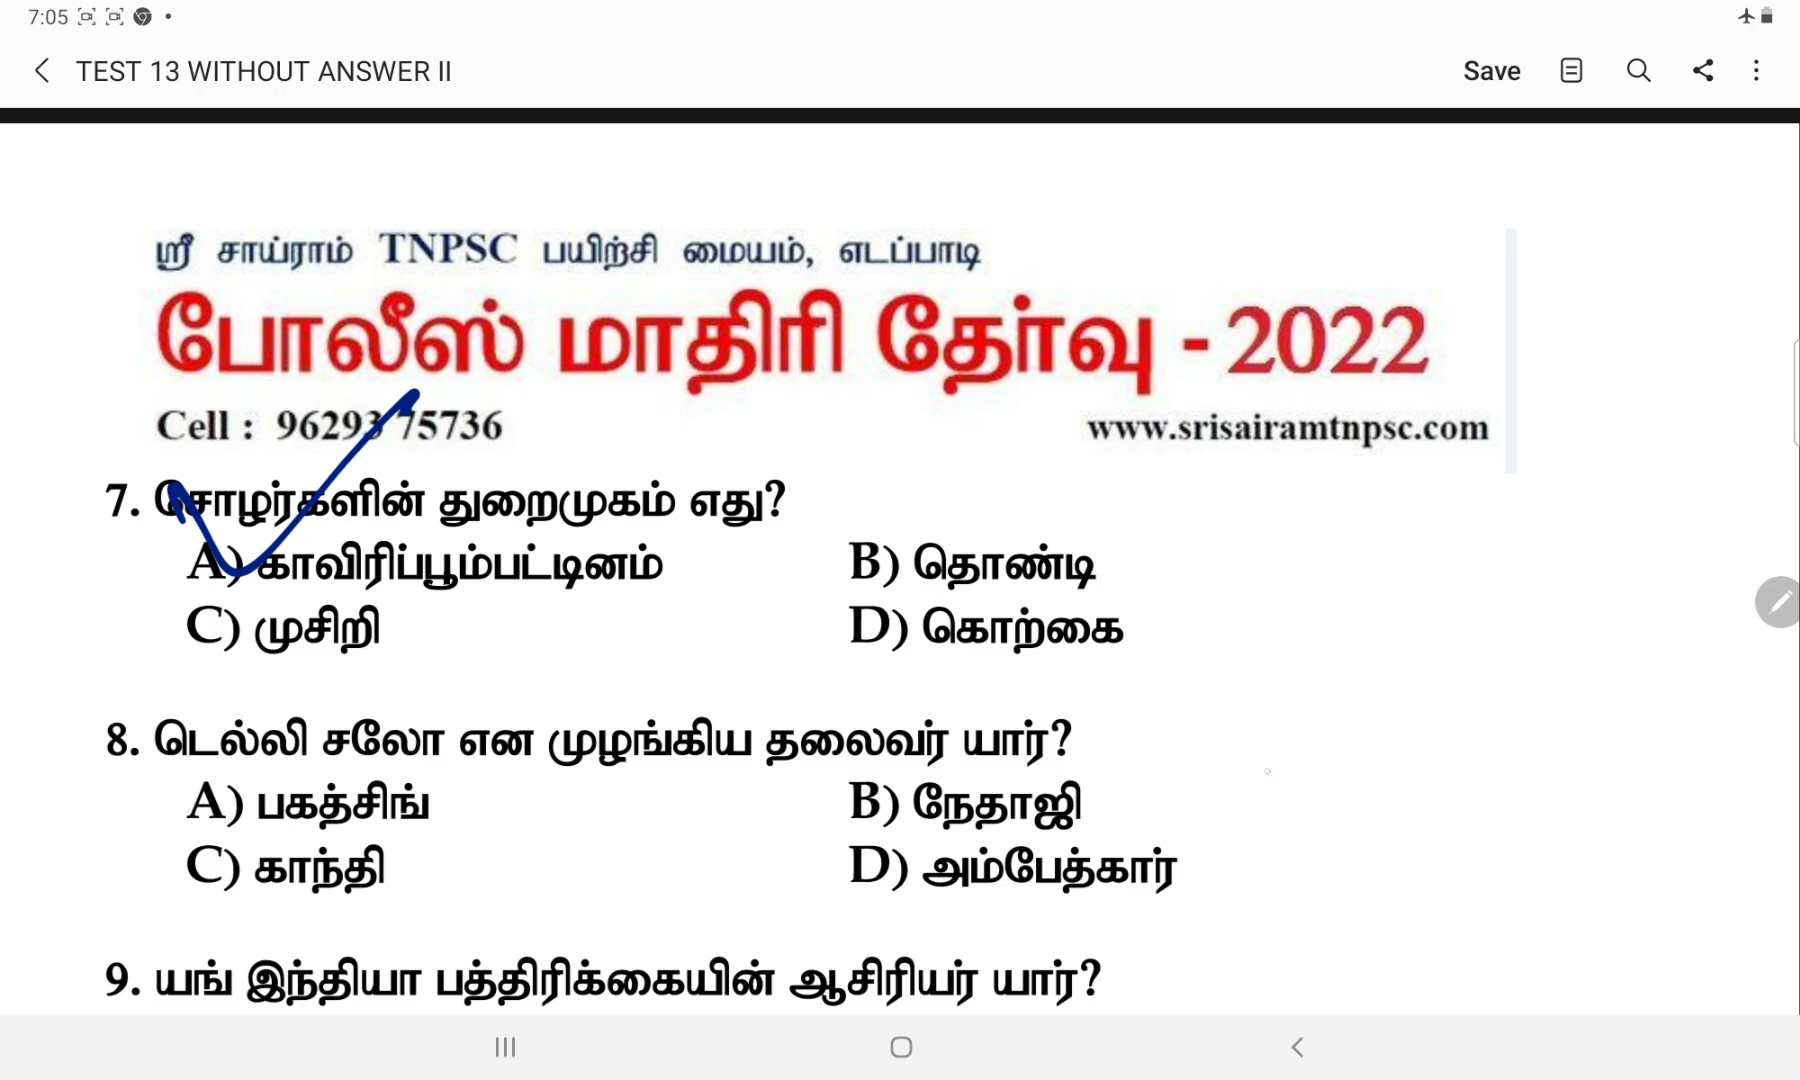 7:05
TEST 13 WITHOUT ANSWER II
Save
ஸ்ரீ சாய்ராம் TNPSC பயிற்சி மையம், எடப்பாடி
போலீஸ் மாதிரி தேர்வு - 2022
Cell : 96293 75736
www.srisairamtnpsc.com
7. சோழர்களின் துறைமுகம் எது?
A) காவிரிப்பூம்பட்டினம் B) தொண்டி
C) முசிறி D) கொற்கை
8. டெல்லி சலோ என முழங்கிய தலைவர் யார்?
A) பகத்சிங் B) நேதாஜி
C) காந்தி D) அம்பேத்கார்
9. யங் இந்தியா பத்திரிக்கையின் ஆசிரியர் யார்?